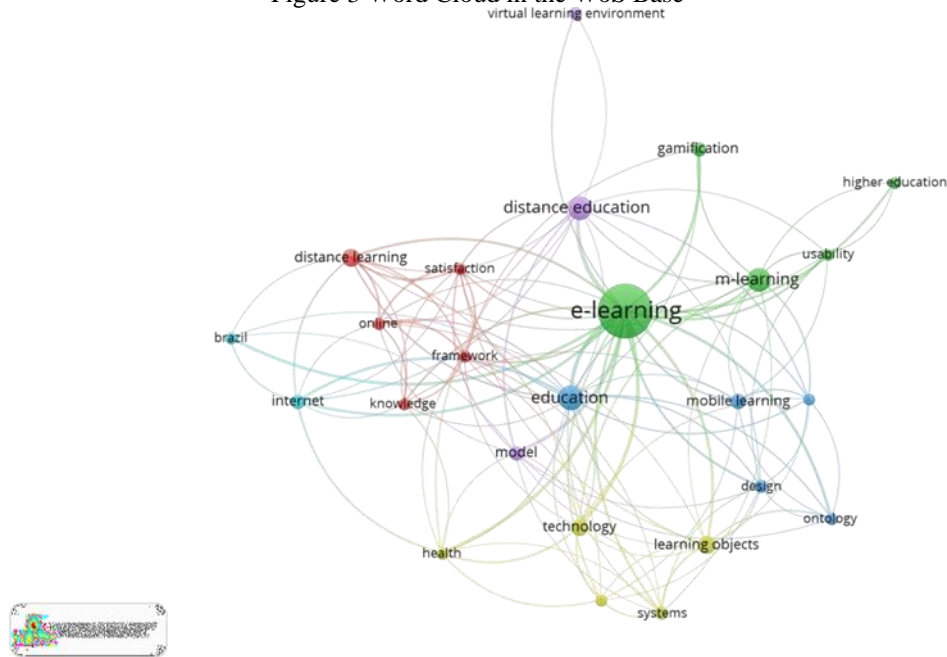 Figure 3 Word Cloud in the WoS Base
virtual learning environment
gamification
higher education
distance education
usability
distance learning
satisfaction
m-learning
e-learning
online
brazil
framework
internet
knowledge
education
mobile learning
model
design
ontology
technology
learning objects
health
systems